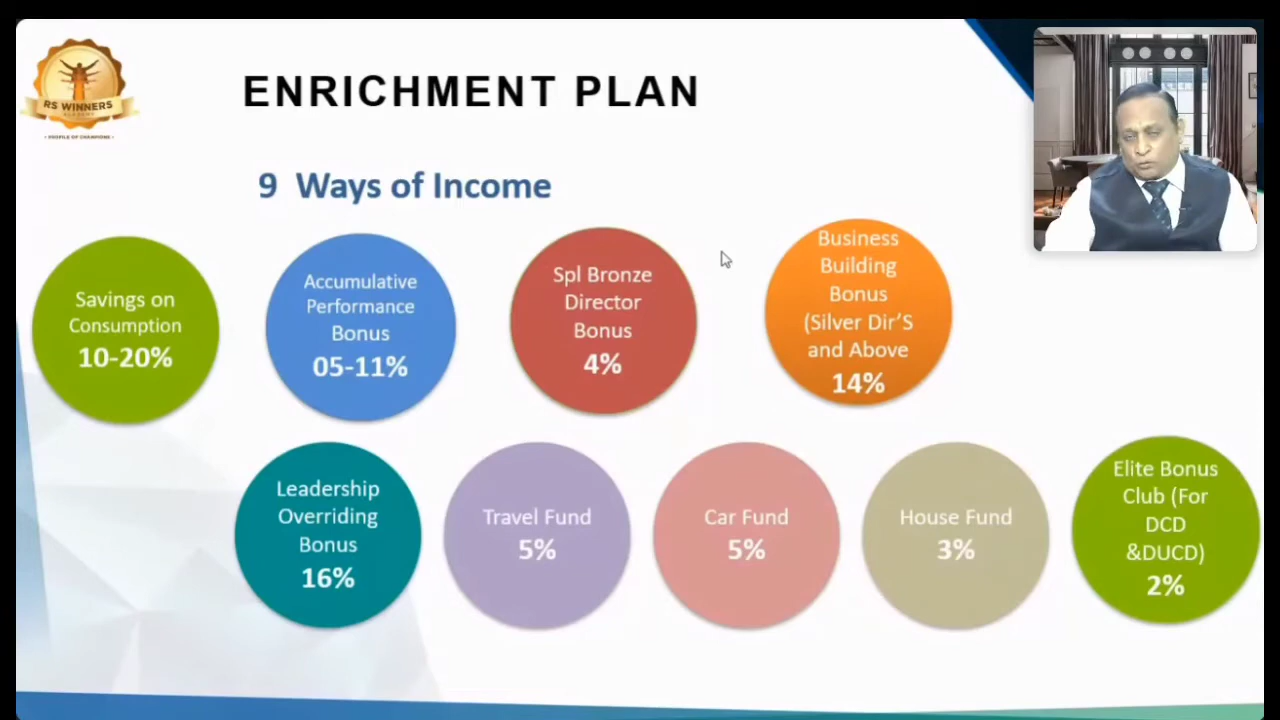 RS WINNERS
ACADEMY
• PROFILE OF CHAMPIONS •
ENRICHMENT PLAN
9 Ways of Income
Savings on
Consumption
10-20%
Accumulative
Performance
Bonus
05-11%
Spl Bronze
Director
Bonus
4%
Business
Building
Bonus
(Silver Dir’S
and Above
14%
Leadership
Overriding
Bonus
16%
Travel Fund
5%
Car Fund
5%
House Fund
3%
Elite Bonus
Club (For
DCD
&DUCD)
2%